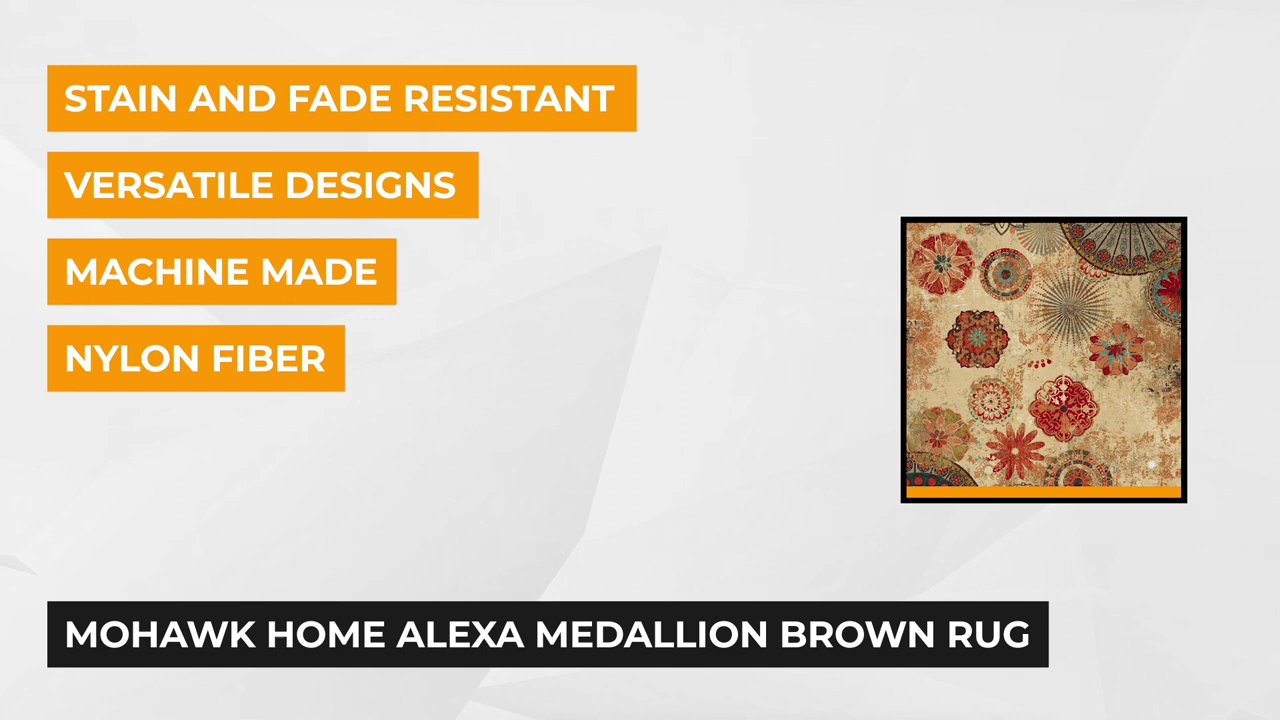 STAIN AND FADE RESISTANT
VERSATILE DESIGNS
MACHINE MADE
NYLON FIBER
MOHAWK HOME ALEXA MEDALLION BROWN RUG